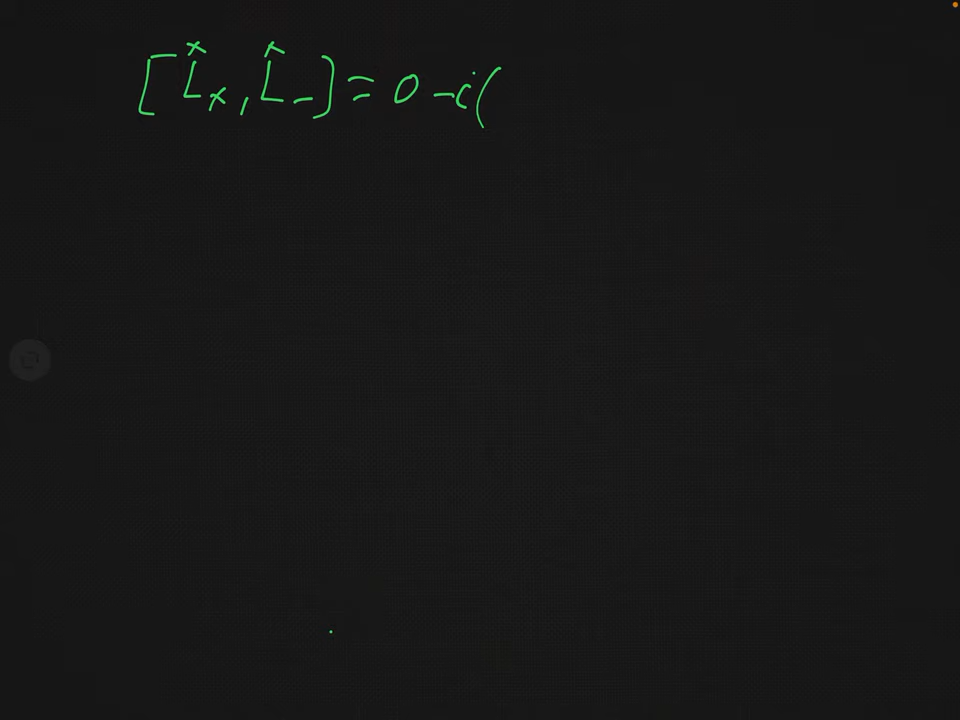 [L̂ₓ, L̂₋] = 0 - i(